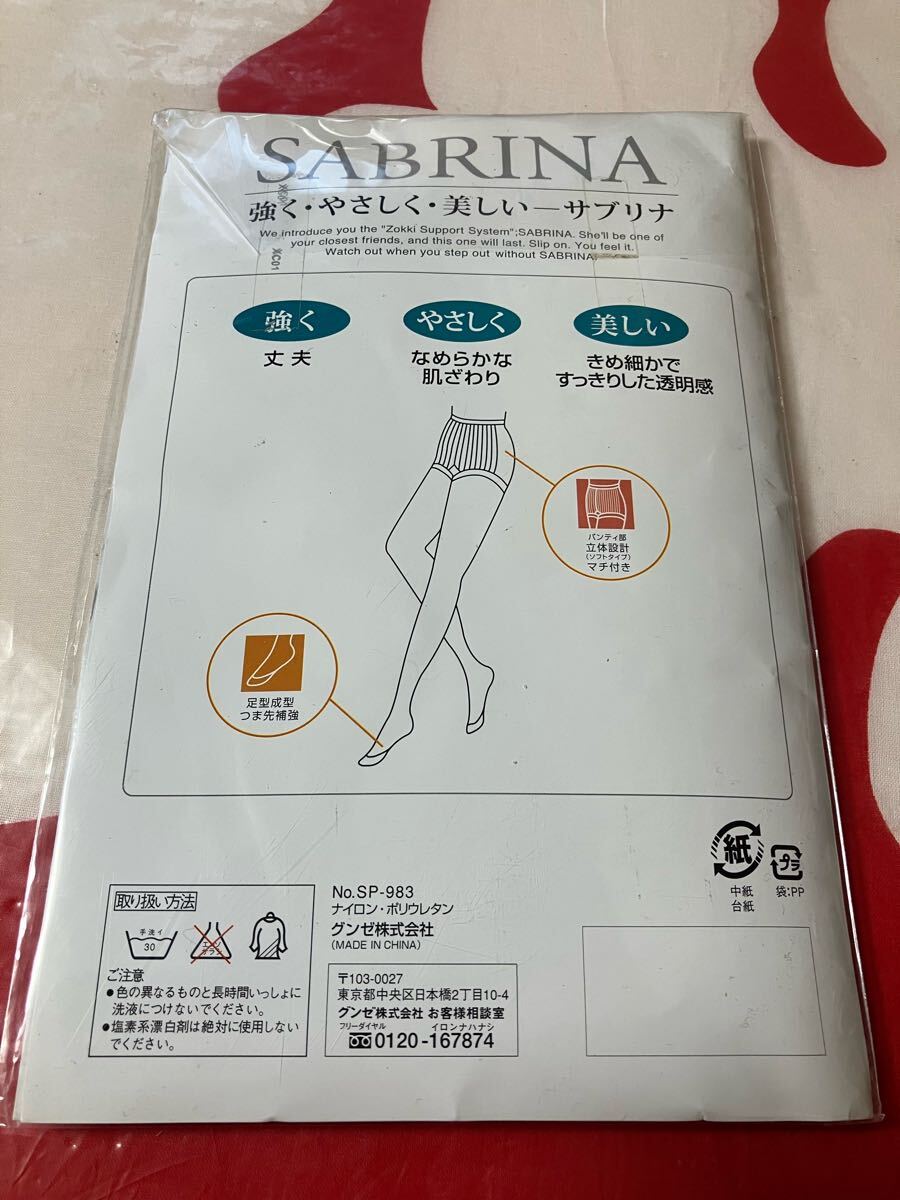 SABRINA
強く・やさしく・美しい―サブリナ
We introduce you the "Zokki Support System";SABRINA. She'll be one of
your closest friends, and this one will last. Slip on. You feel it.
Watch out when you step out without SABRINA.
※C01
強く
丈夫
やさしく
なめらかな
肌ざわり
美しい
きめ細かで
すっきりした透明感
パンティ部
立体設計
(ソフトタイプ)
マチ付き
足型成型
つま先補強
紙
中紙
台紙
プラ
袋:PP
取り扱い方法
手洗イ
30
エンソ
サラシ
ご注意
●色の異なるものと長時間いっしょに
洗液につけないでください。
●塩素系漂白剤は絶対に使用しない
でください。
No.SP-983
ナイロン・ポリウレタン
グンゼ株式会社
(MADE IN CHINA)
〒103-0027
東京都中央区日本橋2丁目10-4
グンゼ株式会社 お客様相談室
フリーダイヤル イロンナハナシ
0120-167874